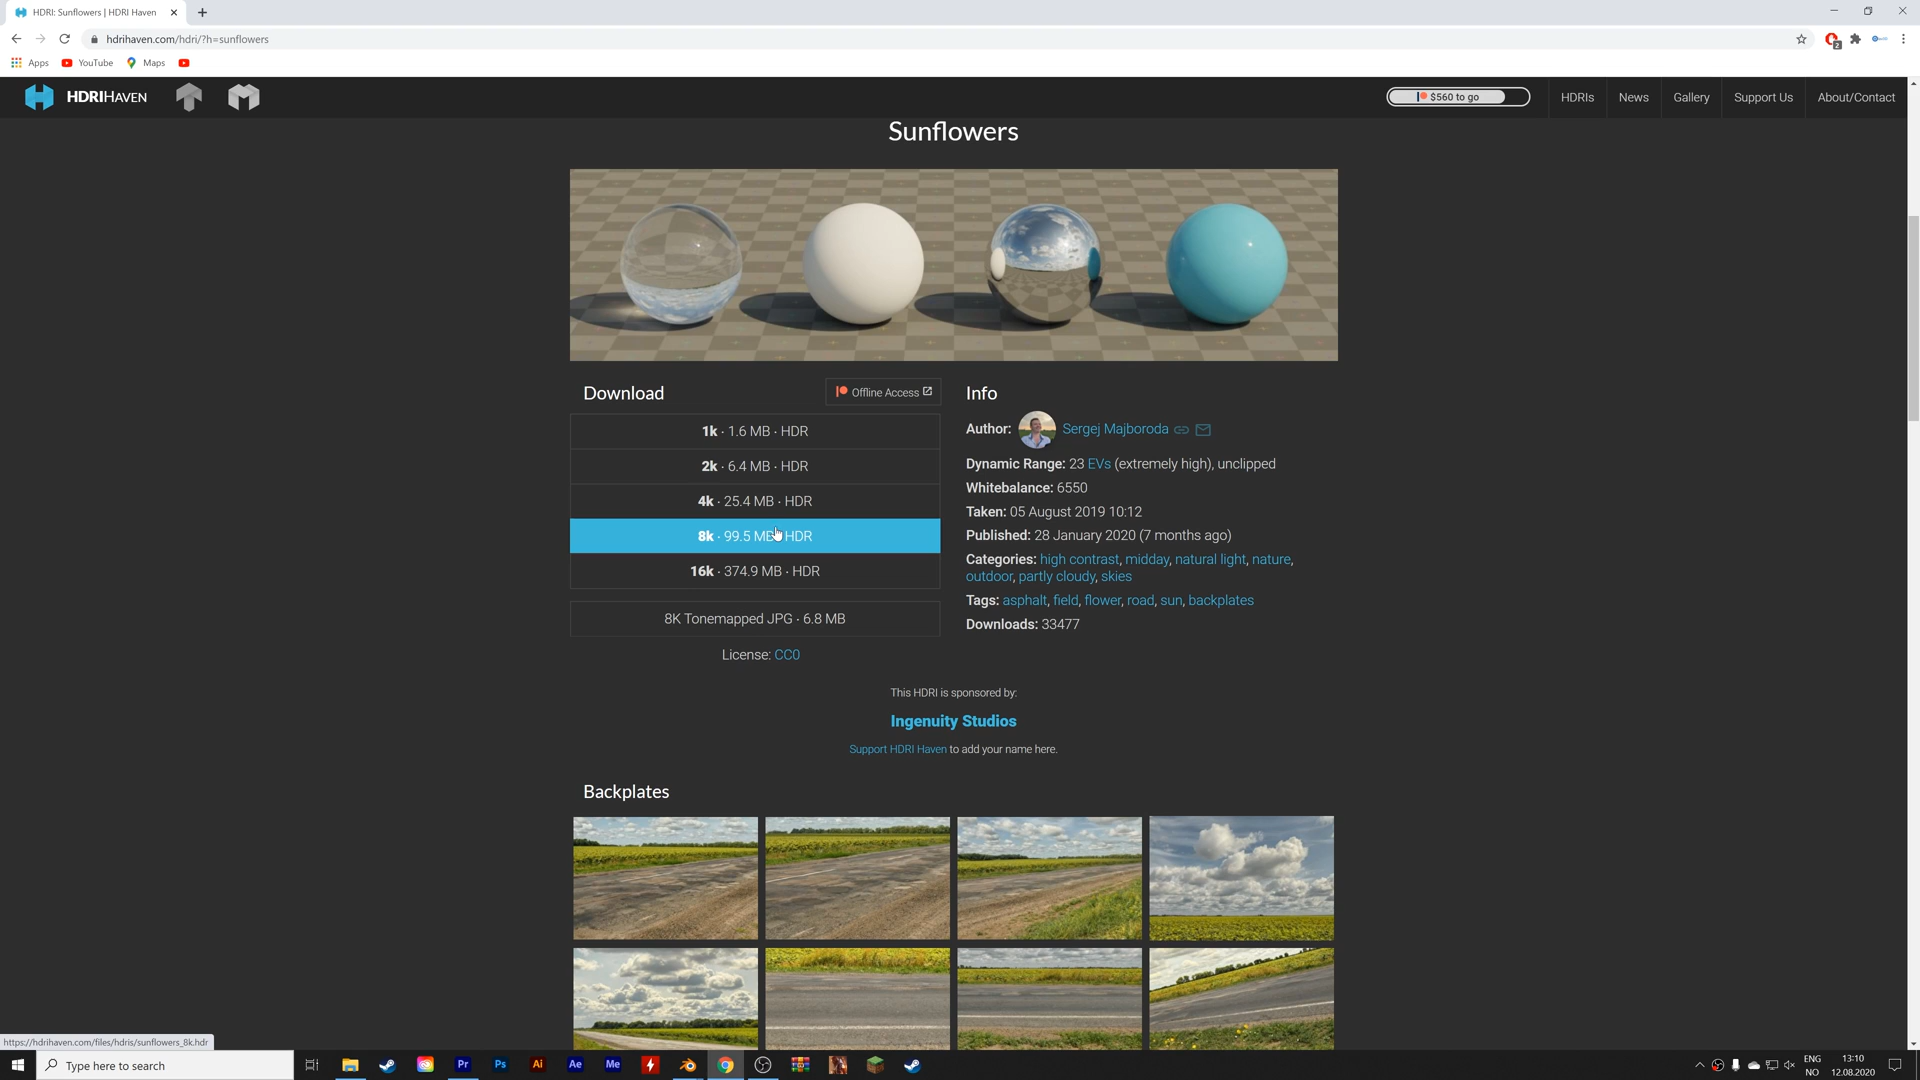 HDRI: Sunflowers | HDRI Haven
hdrihaven.com/hdri/?h=sunflowers
2
Apps YouTube Maps
HDRIHAVEN
$560 to go
HDRIs News Gallery Support Us About/Contact
Sunflowers
Download
Offline Access
1k · 1.6 MB · HDR
2k · 6.4 MB · HDR
4k · 25.4 MB · HDR
8k · 99.5 MB · HDR
16k · 374.9 MB · HDR
8K Tonemapped JPG · 6.8 MB
License: CC0
Info
Author: Sergej Majboroda
Dynamic Range: 23 EVs (extremely high), unclipped
Whitebalance: 6550
Taken: 05 August 2019 10:12
Published: 28 January 2020 (7 months ago)
Categories: high contrast, midday, natural light, nature,
outdoor, partly cloudy, skies
Tags: asphalt, field, flower, road, sun, backplates
Downloads: 33477
This HDRI is sponsored by:
Ingenuity Studios
Support HDRI Haven to add your name here.
Backplates
https://hdrihaven.com/files/hdris/sunflowers_8k.hdr
Type here to search
Pr Ps Ai Ae Me
ENG
NO
13:10
12.08.2020